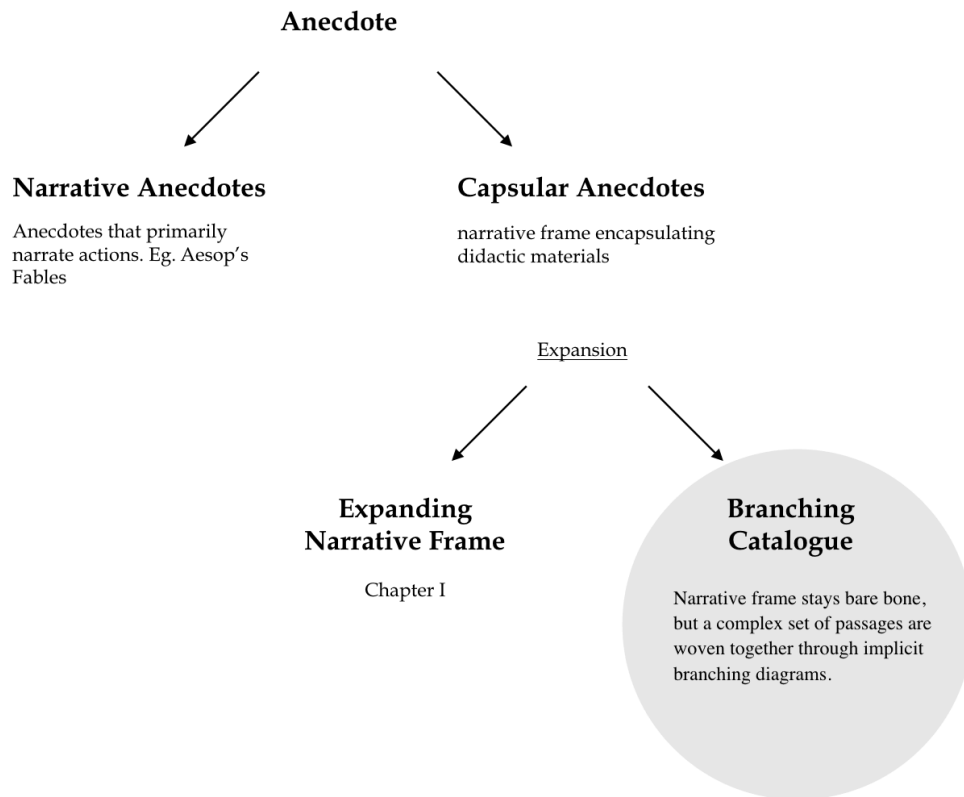 Anecdote
Narrative Anecdotes
Anecdotes that primarily
narrate actions. Eg. Aesop’s
Fables
Capsular Anecdotes
narrative frame encapsulating
didactic materials
Expansion
Expanding
Narrative Frame
Chapter I
Branching
Catalogue
Narrative frame stays bare bone,
but a complex set of passages are
woven together through implicit
branching diagrams.